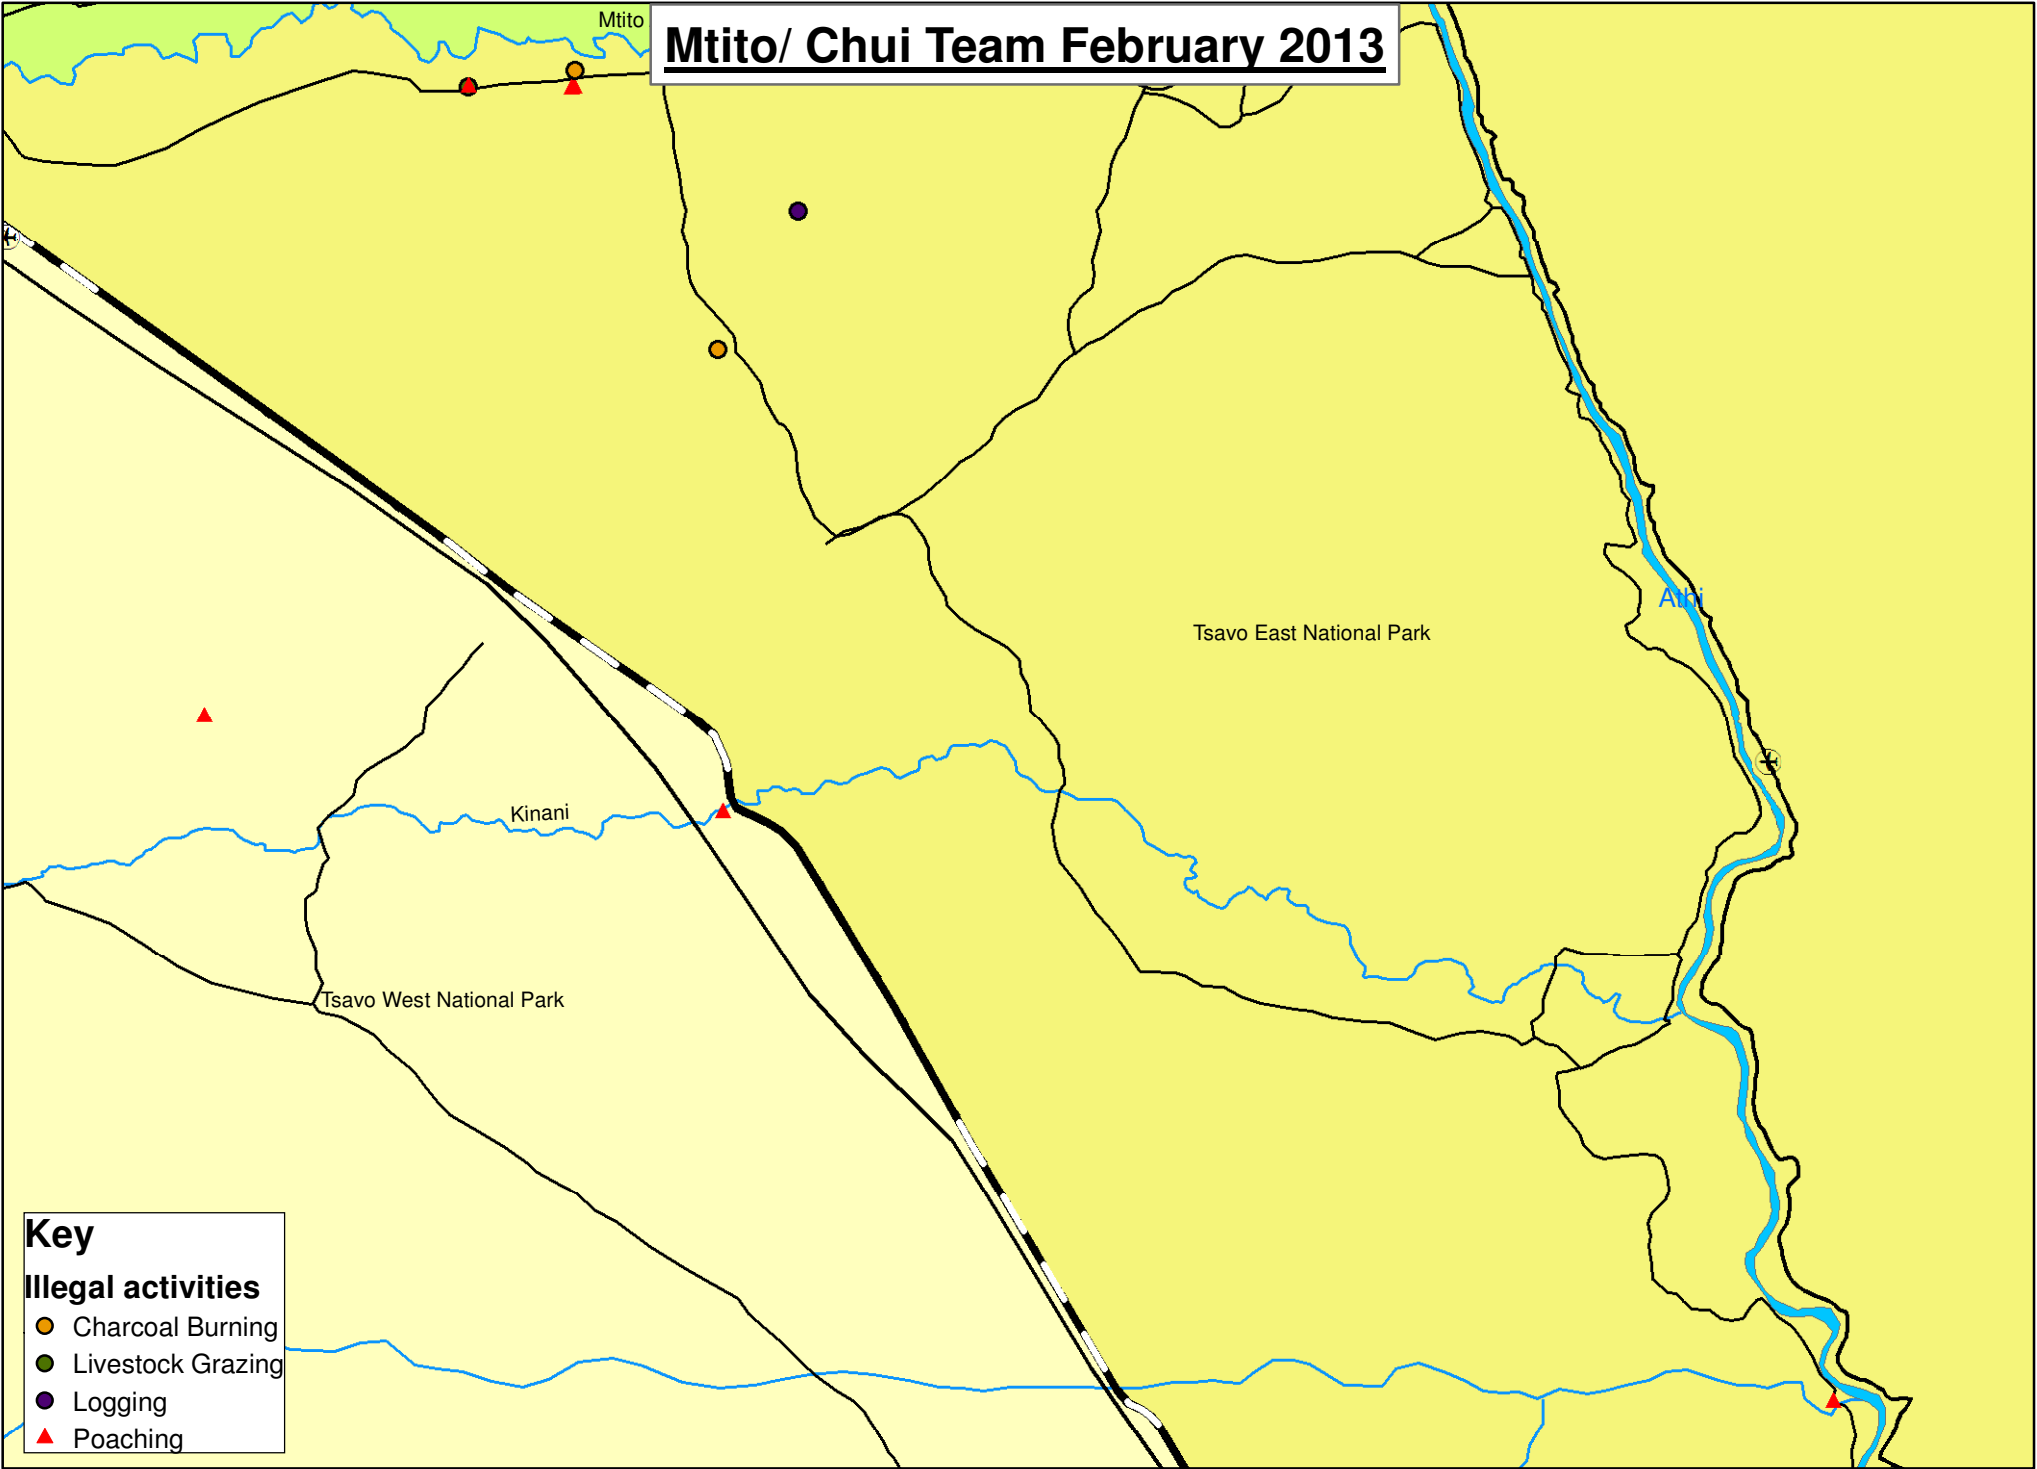 Mtito
Mtito/ Chui Team February 2013
Athi
Tsavo East National Park
Kinani
Tsavo West National Park
Key
Illegal activities
Charcoal Burning
Livestock Grazing
Logging
Poaching